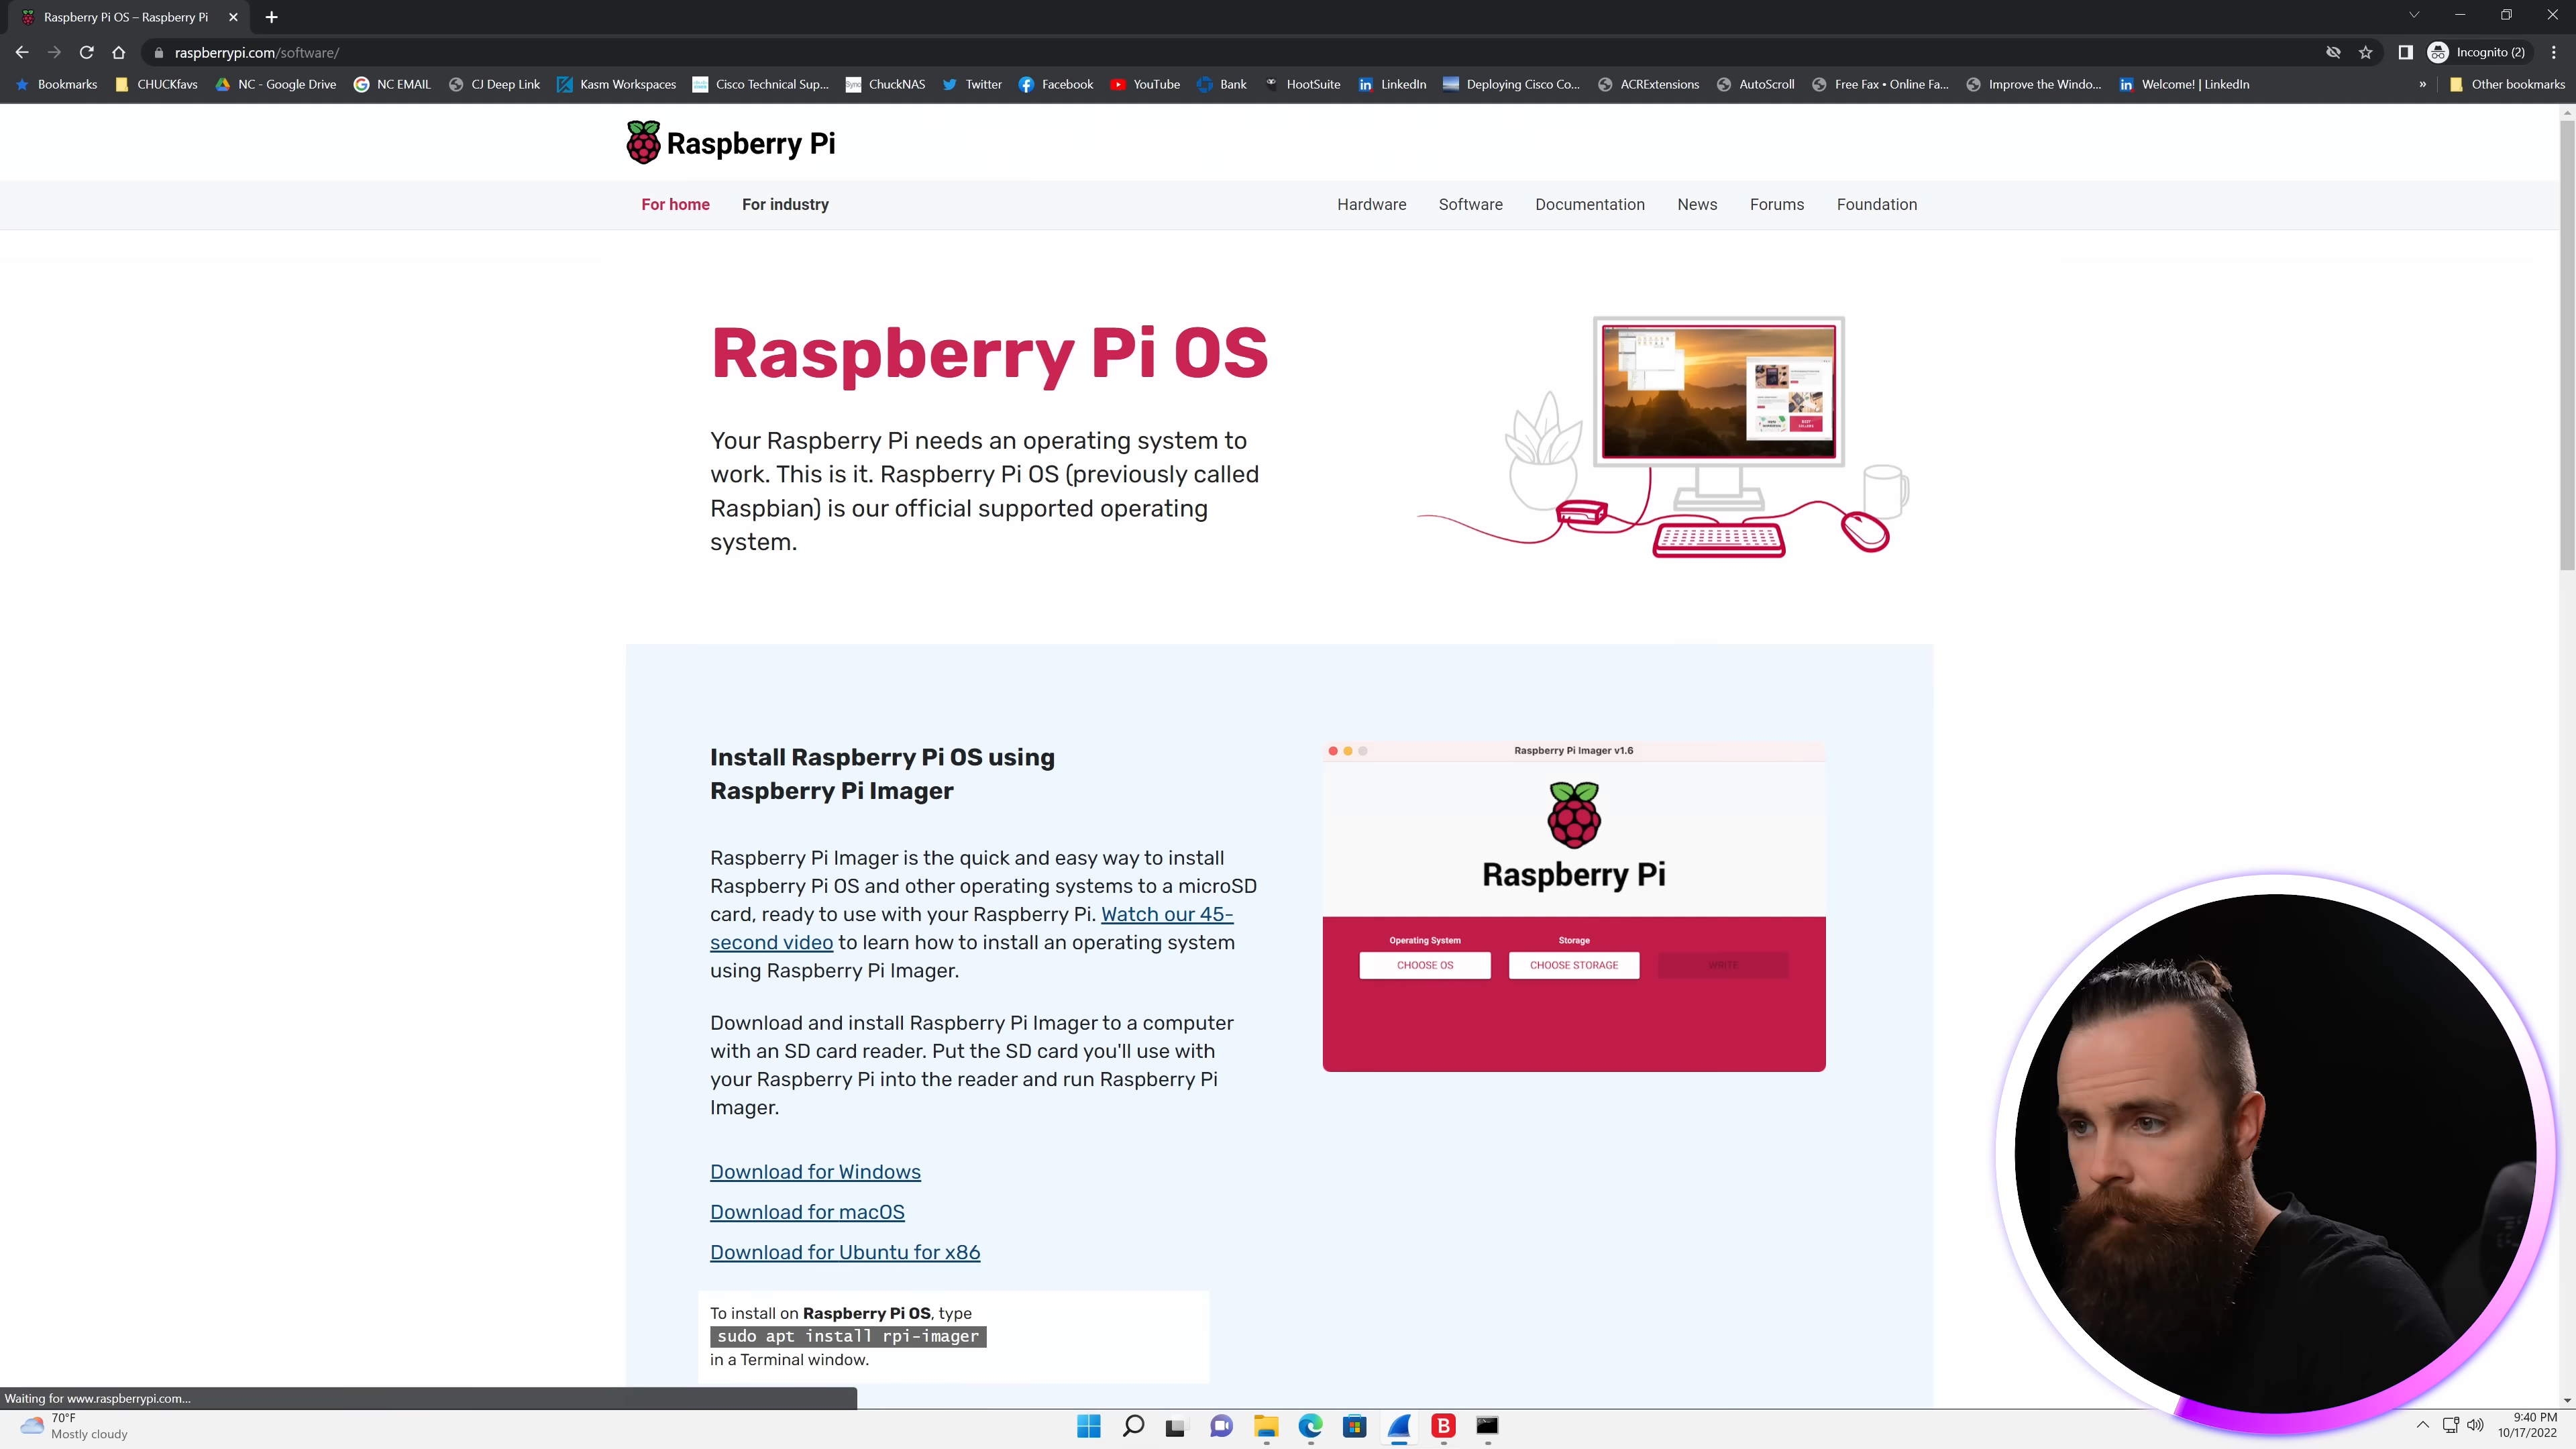 Raspberry Pi OS – Raspberry Pi
raspberrypi.com/software/
Incognito (2)
Bookmarks CHUCKfavs NC - Google Drive NC EMAIL CJ Deep Link Kasm Workspaces Cisco Technical Sup... ChuckNAS Twitter Facebook YouTube Bank HootSuite LinkedIn Deploying Cisco Co... ACRExtensions AutoScroll Free Fax • Online Fa... Improve the Windo... Welcome! | LinkedIn » Other bookmarks
Raspberry Pi
For home For industry Hardware Software Documentation News Forums Foundation
Raspberry Pi OS
Your Raspberry Pi needs an operating system to
work. This is it. Raspberry Pi OS (previously called
Raspbian) is our official supported operating
system.
Install Raspberry Pi OS using
Raspberry Pi Imager
Raspberry Pi Imager is the quick and easy way to install
Raspberry Pi OS and other operating systems to a microSD
card, ready to use with your Raspberry Pi. Watch our 45-
second video to learn how to install an operating system
using Raspberry Pi Imager.
Download and install Raspberry Pi Imager to a computer
with an SD card reader. Put the SD card you'll use with
your Raspberry Pi into the reader and run Raspberry Pi
Imager.
Download for Windows
Download for macOS
Download for Ubuntu for x86
To install on Raspberry Pi OS, type
sudo apt install rpi-imager
in a Terminal window.
Raspberry Pi Imager v1.6
Raspberry Pi
Operating System Storage
CHOOSE OS CHOOSE STORAGE WRITE
Waiting for www.raspberrypi.com...
70°F
Mostly cloudy
B
9:40 PM
10/17/2022